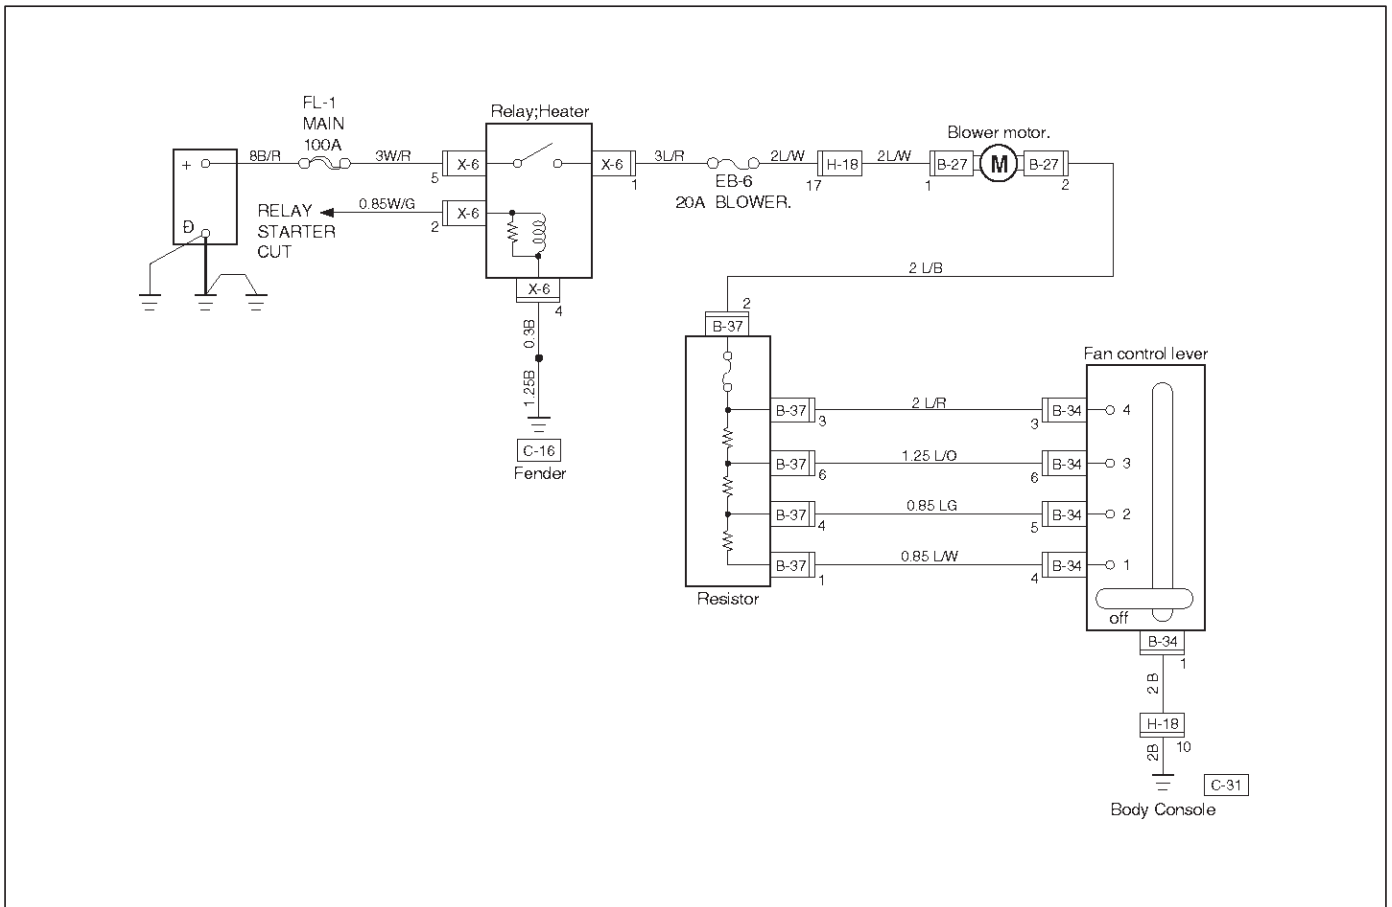 FL-1
MAIN
100A
Relay;Heater
Blower motor.
+
8B/R
3W/R
X-6
5
X-6
1
3L/R
EB-6
20A BLOWER.
2L/W
H-18
17
2L/W
B-27
1
M
B-27
2
Đ
RELAY
STARTER
CUT
0.85W/G
X-6
2
X-6
4
0.3B
1.25B
C-16
Fender
2 L/B
2
B-37
Fan control lever
B-37
3
2 L/R
B-34
3
4
B-37
6
1.25 L/O
B-34
6
3
B-37
4
0.85 LG
B-34
5
2
B-37
1
0.85 L/W
B-34
4
1
Resistor
off
B-34
1
2 B
H-18
10
2B
C-31
Body Console